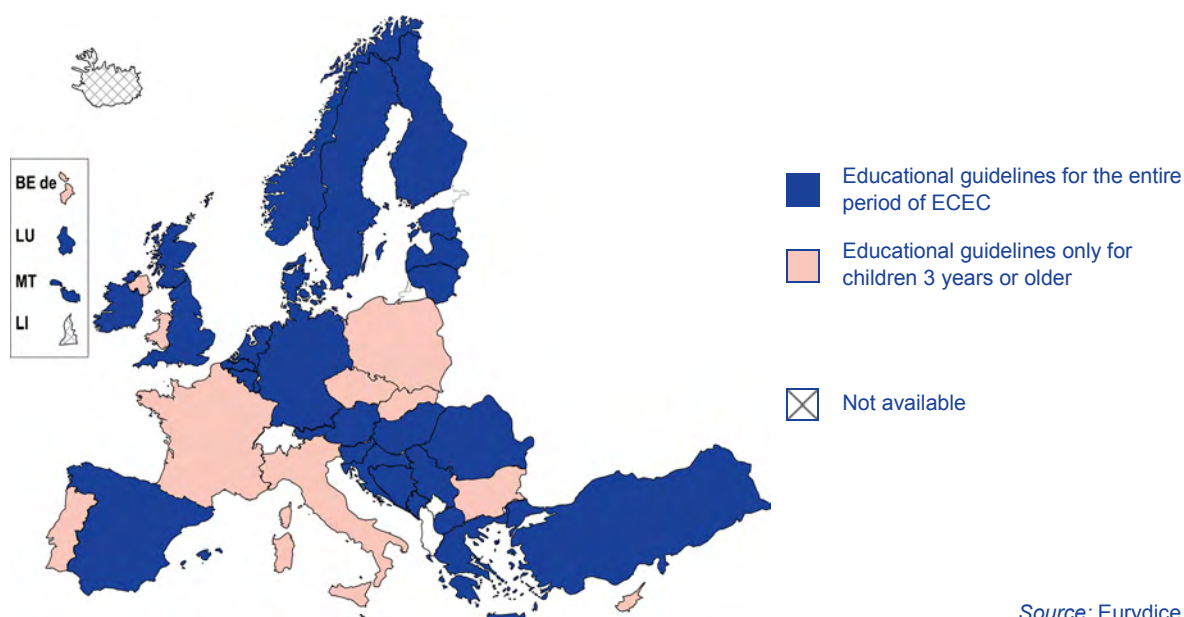 BE de
LU
MT
LI
Educational guidelines for the entire
period of ECEC
Educational guidelines only for
children 3 years or older
Not available
Source: Eurydice